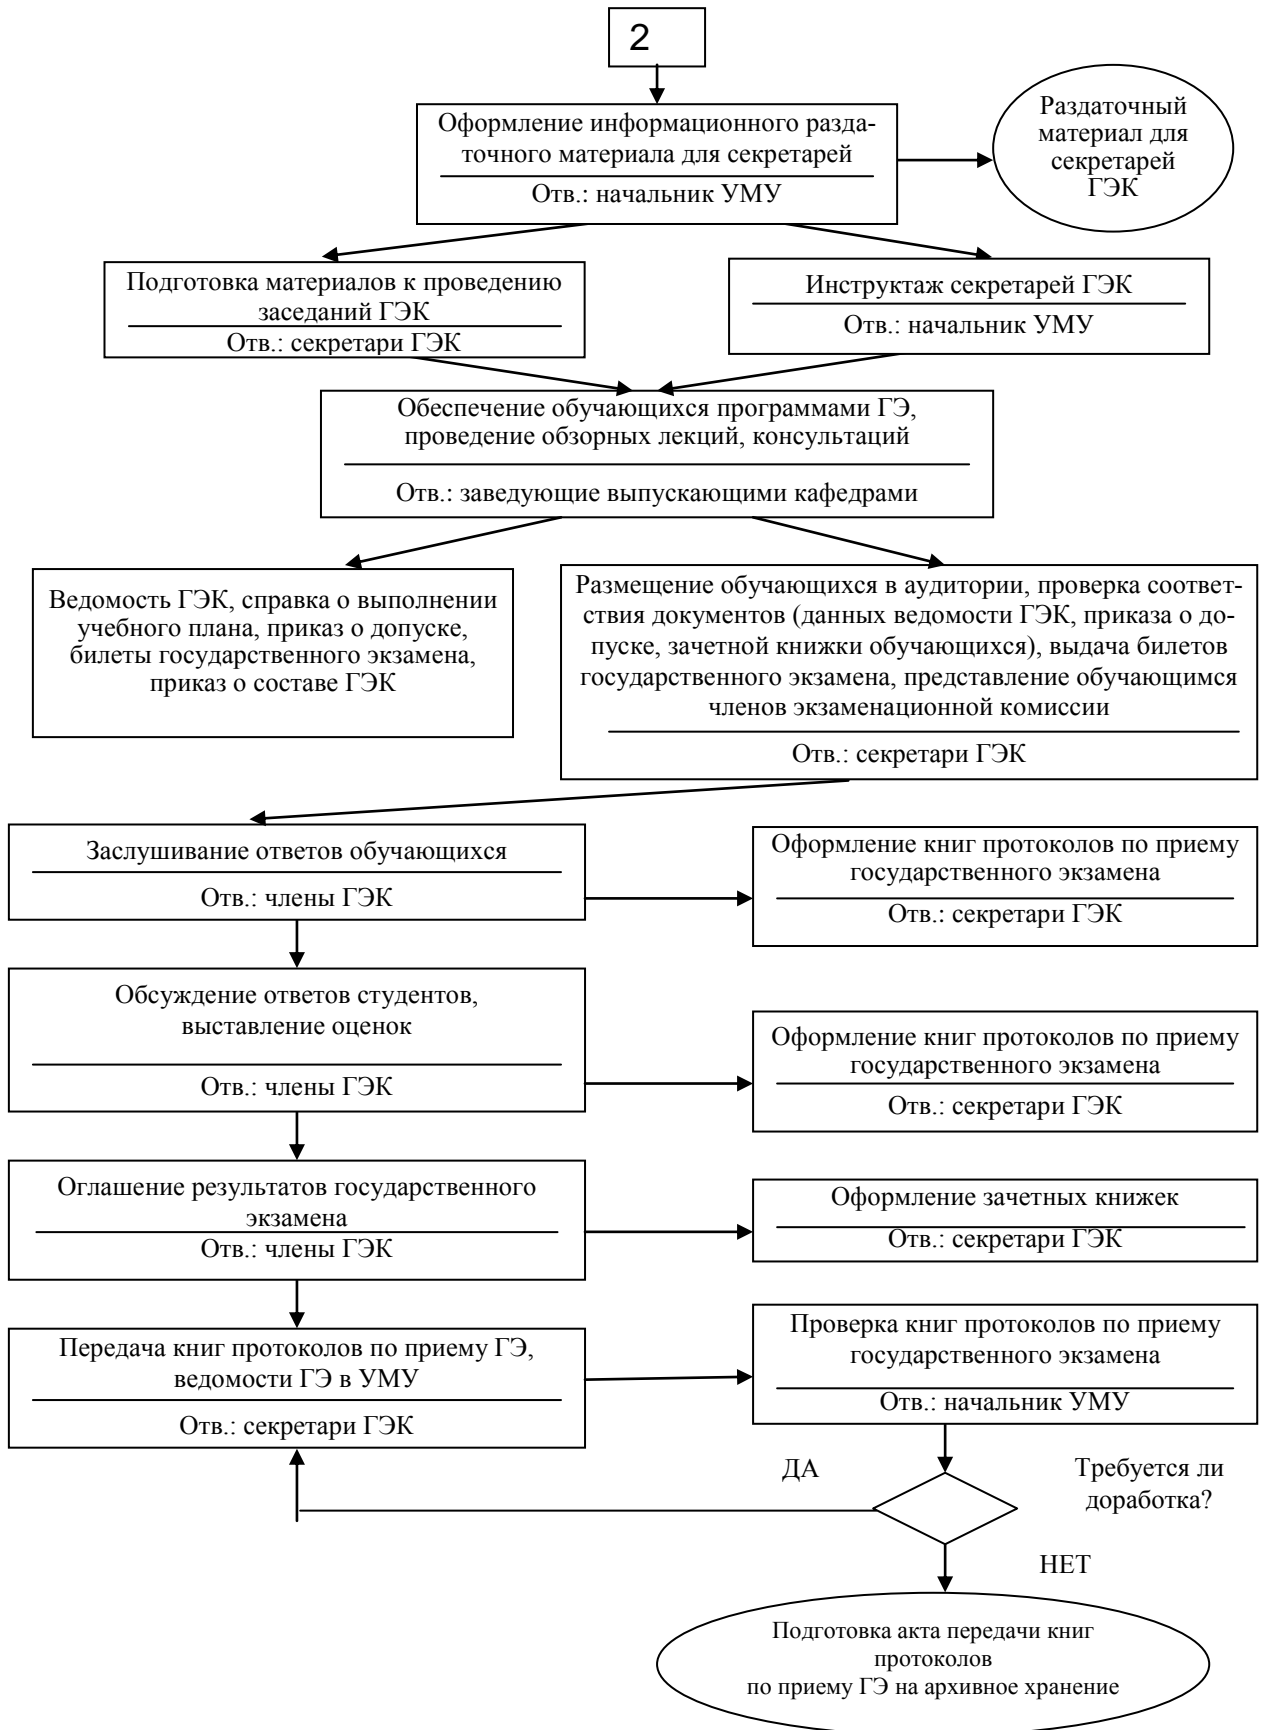 2
Оформление информационного разда-
точного материала для секретарей
Отв.: начальник УМУ
Раздаточный
материал для
секретарей
ГЭК
Подготовка материалов к проведению
заседаний ГЭК
Отв.: секретари ГЭК
Инструктаж секретарей ГЭК
Отв.: начальник УМУ
Обеспечение обучающихся программами ГЭ,
проведение обзорных лекций, консультаций
Отв.: заведующие выпускающими кафедрами
Ведомость ГЭК, справка о выполнении
учебного плана, приказ о допуске,
билеты государственного экзамена,
приказ о составе ГЭК
Размещение обучающихся в аудитории, проверка соответ-
ствия документов (данных ведомости ГЭК, приказа о до-
пуске, зачетной книжки обучающихся), выдача билетов
государственного экзамена, представление обучающимся
членов экзаменационной комиссии
Отв.: секретари ГЭК
Заслушивание ответов обучающихся
Отв.: члены ГЭК
Оформление книг протоколов по приему
государственного экзамена
Отв.: секретари ГЭК
Обсуждение ответов студентов,
выставление оценок
Отв.: члены ГЭК
Оформление книг протоколов по приему
государственного экзамена
Отв.: секретари ГЭК
Оглашение результатов государственного
экзамена
Отв.: члены ГЭК
Оформление зачетных книжек
Отв.: секретари ГЭК
Передача книг протоколов по приему ГЭ,
ведомости ГЭ в УМУ
Отв.: секретари ГЭК
Проверка книг протоколов по приему
государственного экзамена
Отв.: начальник УМУ
ДА
Требуется ли
доработка?
НЕТ
Подготовка акта передачи книг
протоколов
по приему ГЭ на архивное хранение